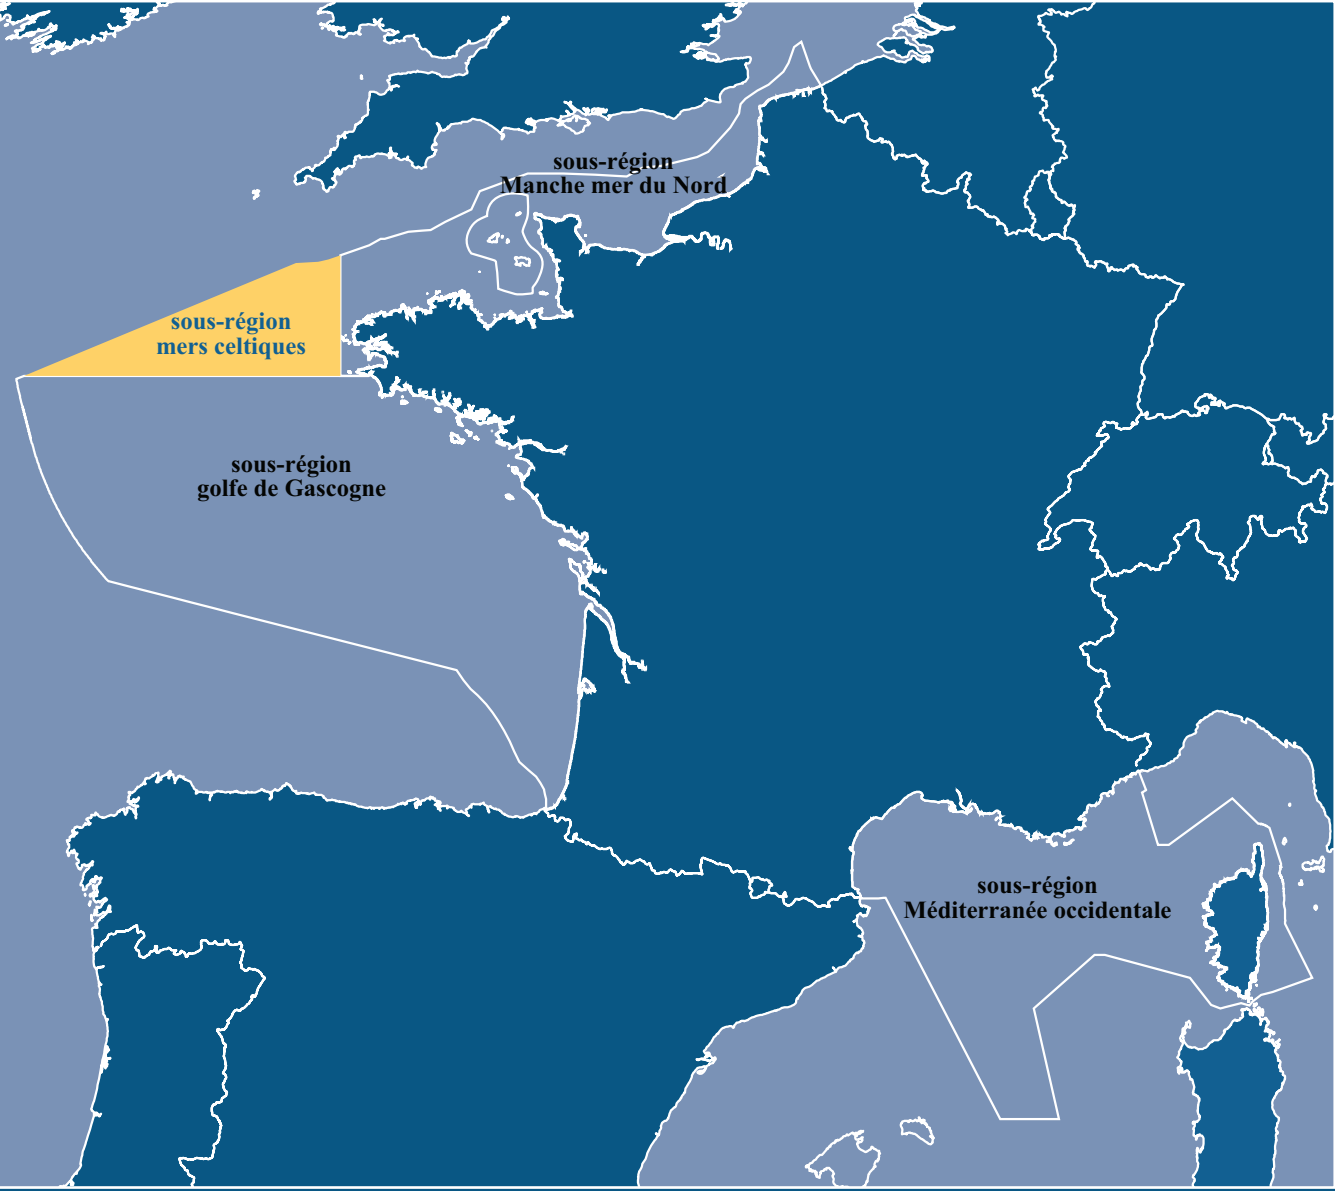 sous-région
Manche mer du Nord
sous-région
mers celtiques
sous-région
golfe de Gascogne
sous-région
Méditerranée occidentale